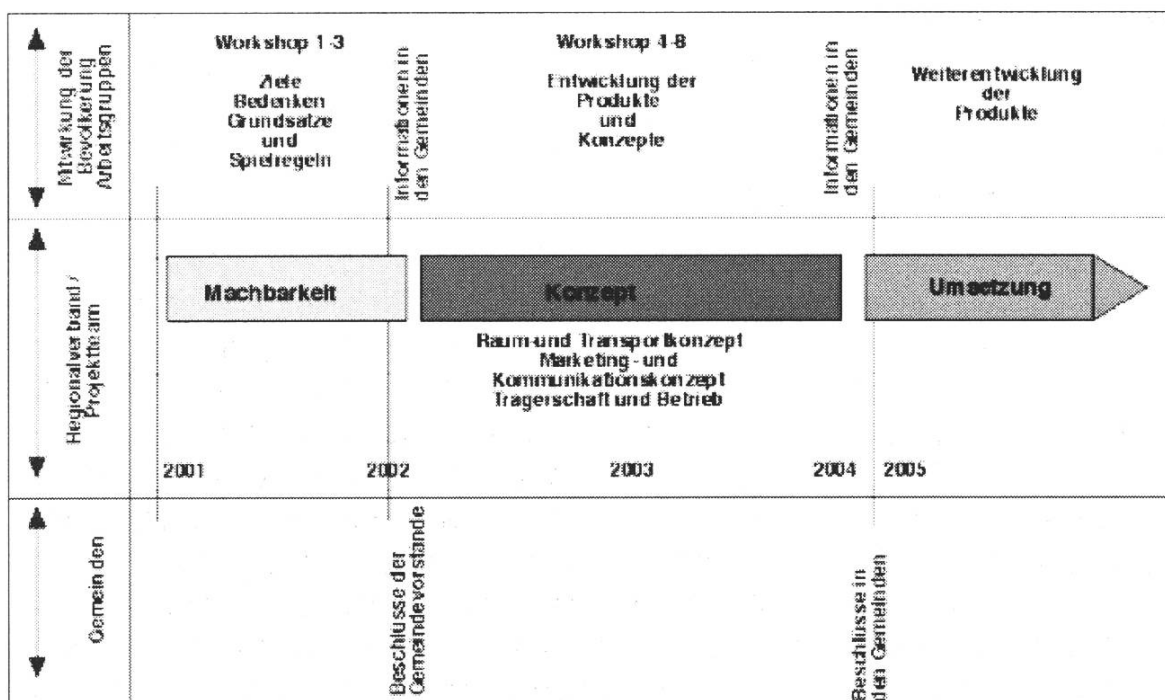 Mitwirkung der
Bevölkerung
Arbeitsgruppen
Workshop 1-3
Ziele
Bedenken
Grundsätze
und
Spielregeln
Informationen in
den Gemeinden
Workshop 4-8
Entwicklung der
Produkte
und
Konzepte
Informationen in
den Gemeinden
Weiterentwicklung
der
Produkte
Regionalverband /
Projektteam
Machbarkeit
Konzept
Umsetzung
Raum-und Transportkonzept
Marketing-und
Kommunikationskonzept
Trägerschaft und Betrieb
2001
2002
2003
2004
2005
Gemeinden
Beschlüsse der
Gemeindevorstände
Beschlüsse in
den Gemeinden